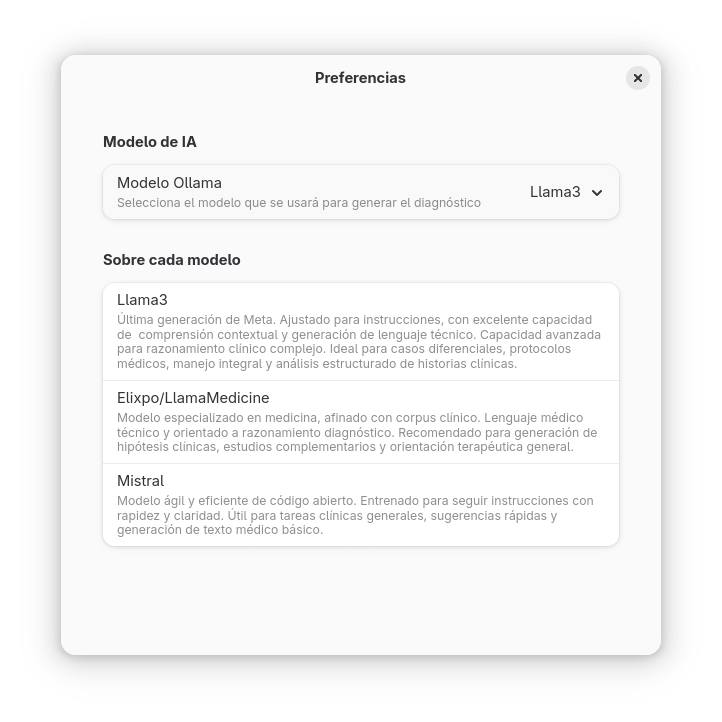 Preferencias
Modelo de IA
Modelo Ollama
Selecciona el modelo que se usará para generar el diagnóstico
Llama3
Sobre cada modelo
Llama3
Última generación de Meta. Ajustado para instrucciones, con excelente capacidad
de  comprensión contextual y generación de lenguaje técnico. Capacidad avanzada
para razonamiento clínico complejo. Ideal para casos diferenciales, protocolos
médicos, manejo integral y análisis estructurado de historias clínicas.
Elixpo/LlamaMedicine
Modelo especializado en medicina, afinado con corpus clínico. Lenguaje médico
técnico y orientado a razonamiento diagnóstico. Recomendado para generación de
hipótesis clínicas, estudios complementarios y orientación terapéutica general.
Mistral
Modelo ágil y eficiente de código abierto. Entrenado para seguir instrucciones con
rapidez y claridad. Útil para tareas clínicas generales, sugerencias rápidas y
generación de texto médico básico.